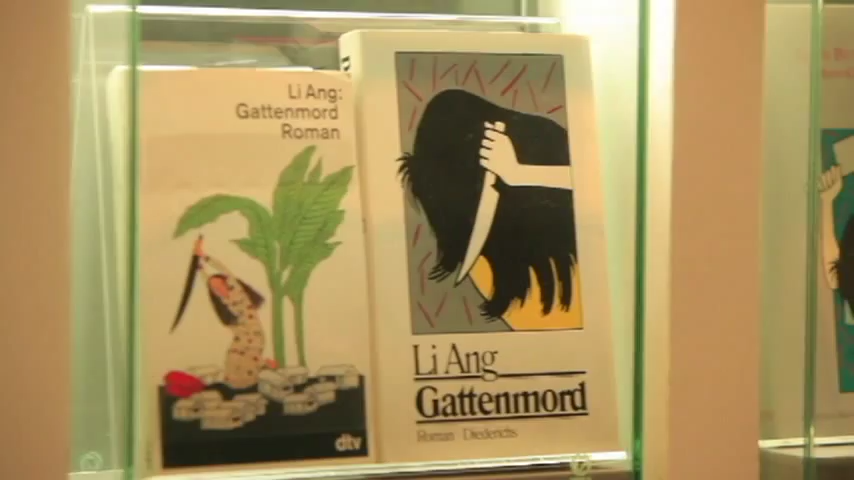 Li Ang:
Gattenmord
Roman
dtv
Li Ang
Gattenmord
Roman Diederichs